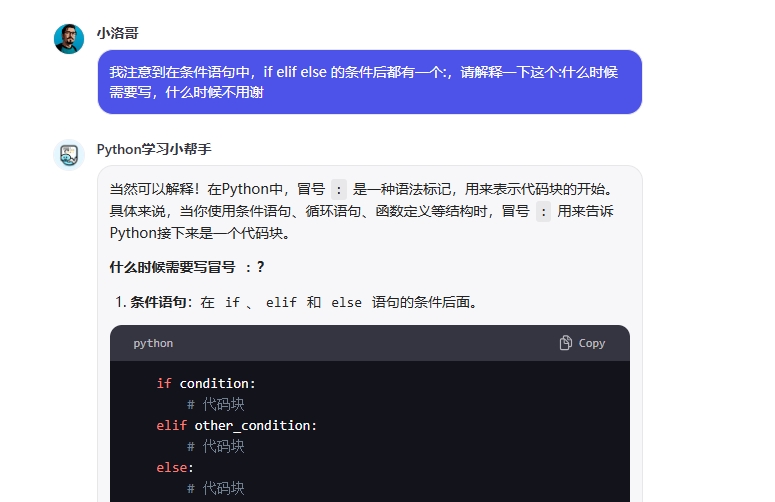 小洛哥
我注意到在条件语句中，if elif else 的条件后都有一个:，请解释一下这个:什么时候
需要写，什么时候不用谢
Python学习小帮手
当然可以解释！在Python中，冒号 : 是一种语法标记，用来表示代码块的开始。
具体来说，当你使用条件语句、循环语句、函数定义等结构时，冒号 : 用来告诉
Python接下来是一个代码块。
什么时候需要写冒号 : ？
1. 条件语句：在 if 、 elif 和 else 语句的条件后面。
python Copy
if condition:
    # 代码块
elif other_condition:
    # 代码块
else:
    # 代码块